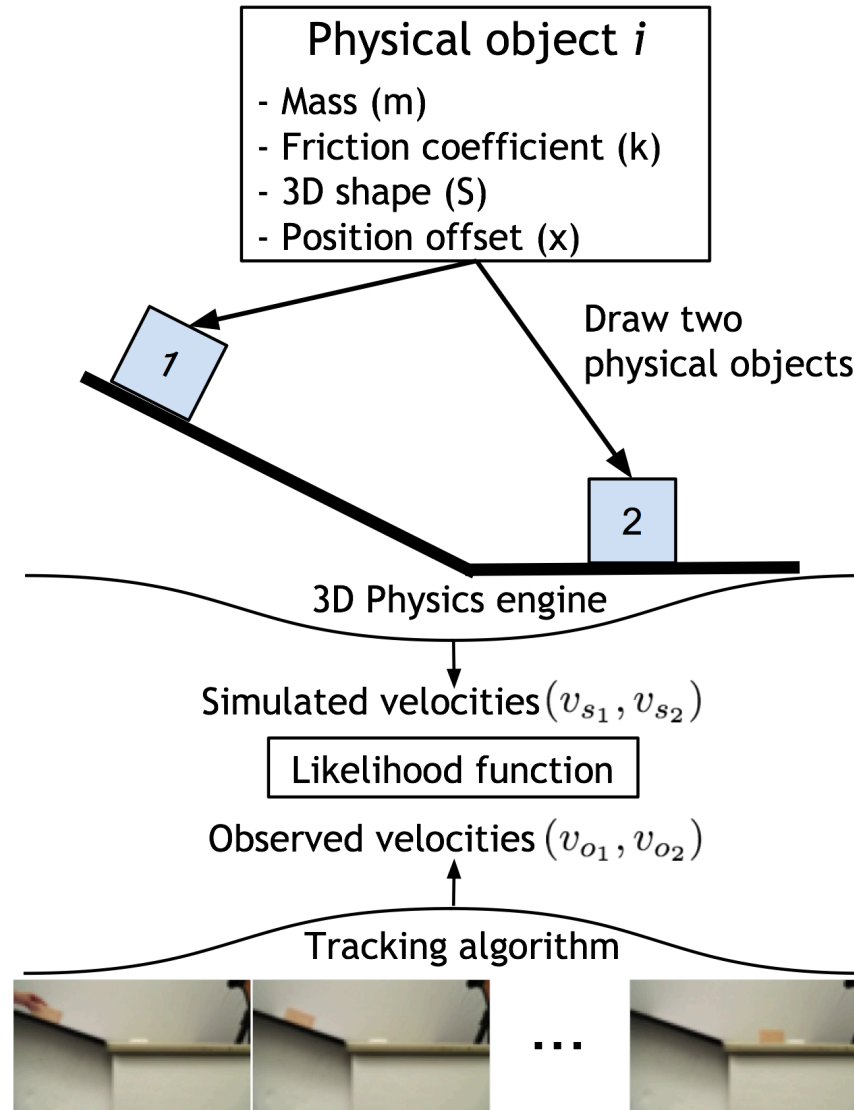 Physical object i
- Mass (m)
- Friction coefficient (k)
- 3D shape (S)
- Position offset (x)
Draw two
physical objects
1
2
3D Physics engine
Simulated velocities (v_{s_1}, v_{s_2})
Likelihood function
Observed velocities (v_{o_1}, v_{o_2})
Tracking algorithm
...